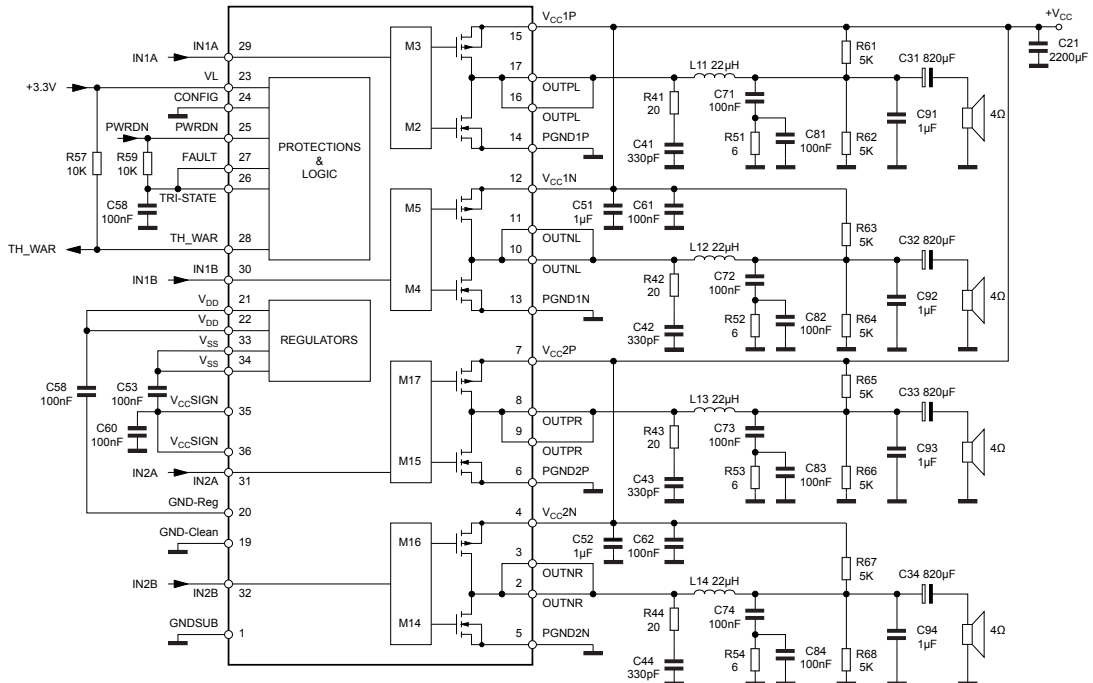 VCC1P
+VCC
IN1A
29
M3
15
R61
5K
C31 820µF
C21
2200µF
VL
23
17
L11 22µH
+3.3V
OUTPL
CONFIG
24
16
OUTPL
R41
20
C71
100nF
4Ω
PWRDN
PWRDN
25
M2
14
PGND1P
C91
1µF
R57
10K
R59
10K
FAULT
27
PROTECTIONS
&
LOGIC
C41
330pF
R51
6
C81
100nF
R62
5K
26
TRI-STATE
C58
100nF
12
VCC1N
M5
C51
1µF
C61
100nF
11
OUTNL
R63
5K
C32 820µF
TH_WAR
TH_WAR
28
10
OUTNL
L12 22µH
IN1B
30
M4
R42
20
C72
100nF
4Ω
VDD
21
13
PGND1N
C92
1µF
VDD
22
REGULATORS
C42
330pF
R52
6
C82
100nF
R64
5K
VSS
33
VSS
34
7
VCC2P
C58
100nF
C53
100nF
M17
R65
5K
VCCSIGN
35
8
OUTPR
L13 22µH
C33 820µF
C60
100nF
9
OUTPR
R43
20
C73
100nF
4Ω
VCCSIGN
36
M15
C93
1µF
IN2A
IN2A
31
6
PGND2P
C43
330pF
R53
6
C83
100nF
R66
5K
GND-Reg
20
4
VCC2N
GND-Clean
19
M16
C52
1µF
C62
100nF
3
OUTNR
R67
5K
IN2B
IN2B
32
2
OUTNR
L14 22µH
C34 820µF
R44
20
C74
100nF
4Ω
GNDSUB
1
M14
5
PGND2N
C94
1µF
C44
330pF
R54
6
C84
100nF
R68
5K